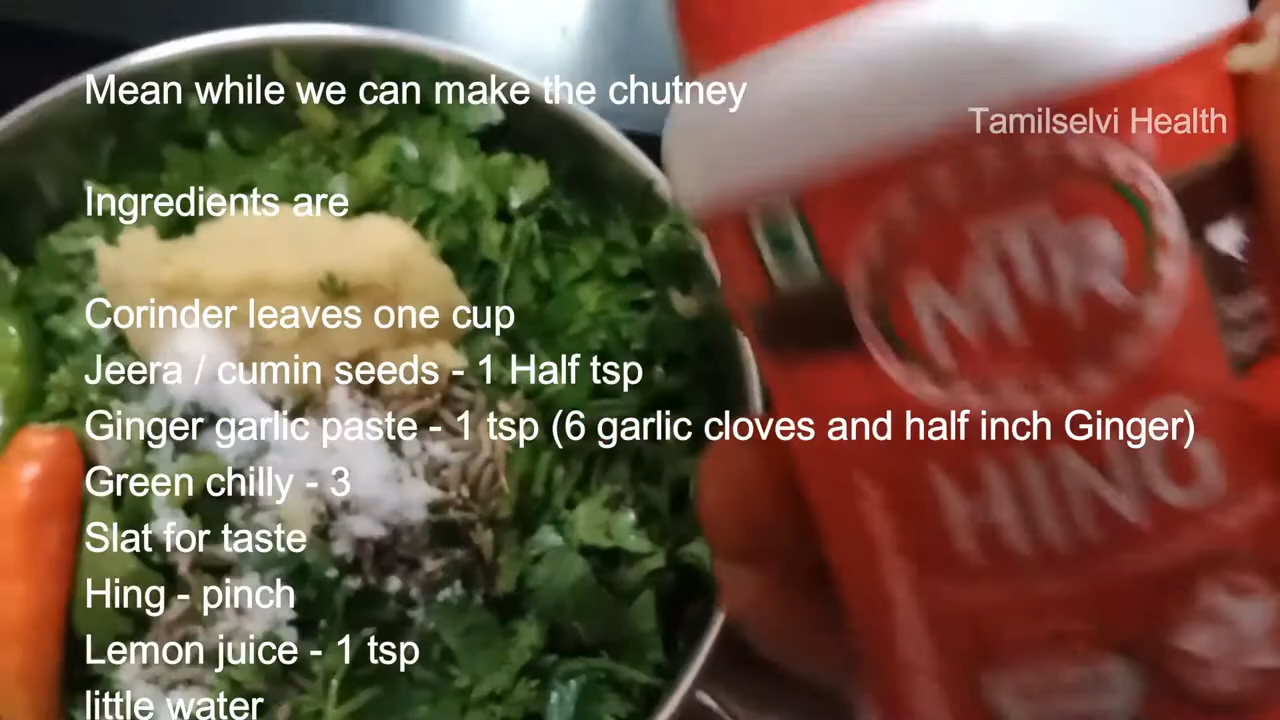 Mean while we can make the chutney
Tamilselvi Health
Ingredients are
Corinder leaves one cup
Jeera / cumin seeds - 1 Half tsp
Ginger garlic paste - 1 tsp (6 garlic cloves and half inch Ginger)
Green chilly - 3
Slat for taste
Hing - pinch
Lemon juice - 1 tsp
little water
MTR
HING